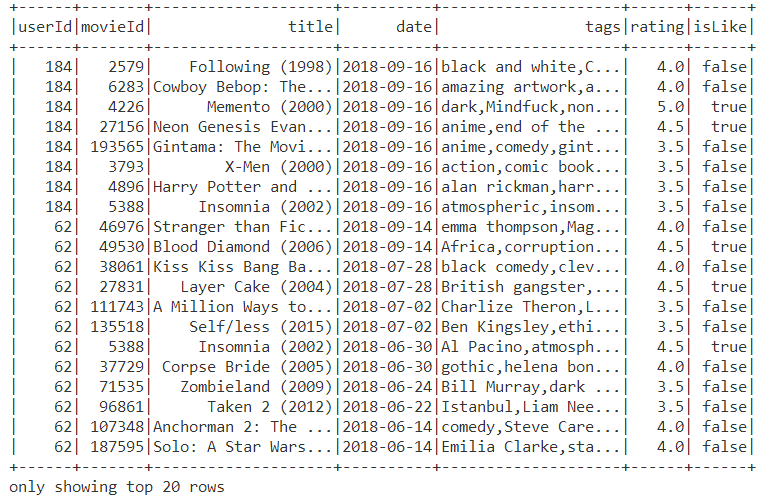 +------+-------+--------------------+----------+--------------------+------+------+
|userId|movieId|               title|      date|                tags|rating|isLike|
+------+-------+--------------------+----------+--------------------+------+------+
|   184|   2579|    Following (1998)|2018-09-16|black and white,C...|   4.0| false|
|   184|   6283|Cowboy Bebop: The...|2018-09-16|amazing artwork,a...|   4.0| false|
|   184|   4226|      Memento (2000)|2018-09-16|dark,Mindfuck,non...|   5.0|  true|
|   184|  27156|Neon Genesis Evan...|2018-09-16|anime,end of the ...|   4.5|  true|
|   184| 193565|Gintama: The Movi...|2018-09-16|anime,comedy,gint...|   3.5| false|
|   184|   3793|        X-Men (2000)|2018-09-16|action,comic book...|   3.5| false|
|   184|   4896|Harry Potter and ...|2018-09-16|alan rickman,harr...|   3.5| false|
|   184|   5388|     Insomnia (2002)|2018-09-16|atmospheric,insom...|   3.5| false|
|    62|  46976|Stranger than Fic...|2018-09-14|emma thompson,Mag...|   4.0| false|
|    62|  49530|Blood Diamond (2006)|2018-09-14|Africa,corruption...|   4.5|  true|
|    62|  38061|Kiss Kiss Bang Ba...|2018-07-28|black comedy,clev...|   4.0| false|
|    62|  27831|   Layer Cake (2004)|2018-07-28|British gangster,...|   4.5|  true|
|    62| 111743|A Million Ways to...|2018-07-02|Charlize Theron,L...|   3.5| false|
|    62| 135518|    Self/less (2015)|2018-07-02|Ben Kingsley,ethi...|   3.5| false|
|    62|   5388|     Insomnia (2002)|2018-06-30|Al Pacino,atmosph...|   4.5|  true|
|    62|  37729| Corpse Bride (2005)|2018-06-30|gothic,helena bon...|   4.0| false|
|    62|  71535|   Zombieland (2009)|2018-06-24|Bill Murray,dark ...|   3.5| false|
|    62|  96861|      Taken 2 (2012)|2018-06-22|Istanbul,Liam Nee...|   3.5| false|
|    62| 107348|Anchorman 2: The ...|2018-06-14|comedy,Steve Care...|   4.0| false|
|    62| 187595|Solo: A Star Wars...|2018-06-14|Emilia Clarke,sta...|   4.0| false|
+------+-------+--------------------+----------+--------------------+------+------+
only showing top 20 rows